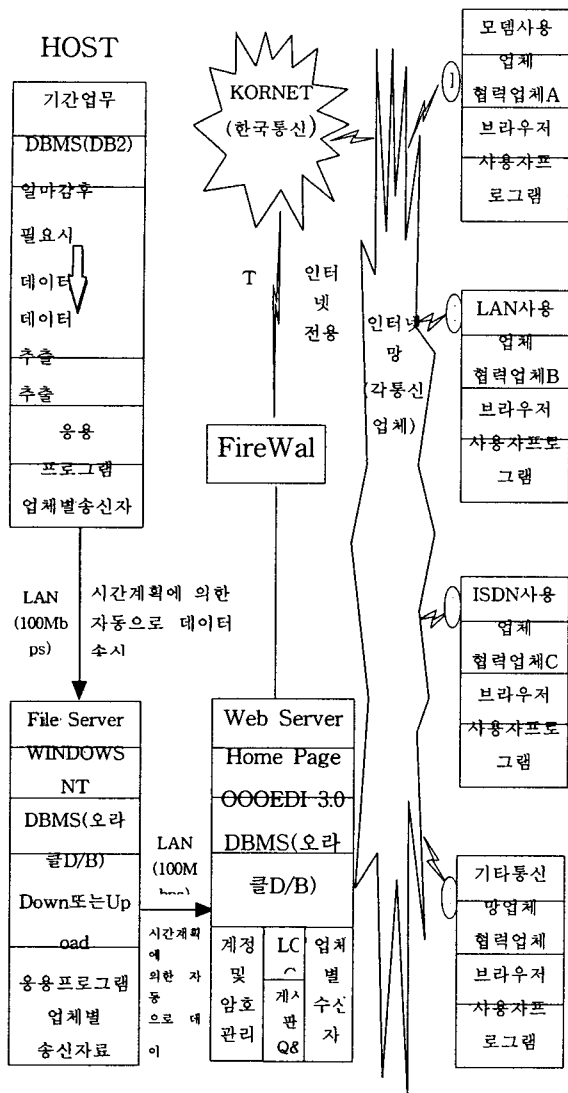 HOST
기간업무
DBMS(DB2)
일마감후
필요시
데이터
데이터
추출
추출
응용
프로그램
업체별송신자
LAN
(100Mb
ps)
시간계획에 의한
자동으로 데이터
송시
File Server
WINDOWS
NT
DBMS(오라
클D/B)
Down또는Up
oad
응용프로그램
업체별
송신자료
LAN
(100M
bps)
시간계획
에
의한 자
동
으로 데
이
KORNET
(한국통신)
T
인터
넷
전용
FireWal
Web Server
Home Page
OOOEDI 3.0
DBMS(오라
클D/B)
계정
및
암호
관리
LC
게시
판
Q&
업체
별
수신
자
인터넷
망
(각통신
업체)
모뎀사용
업체
협력업체A
브라우저
사용자프
로그램
LAN사용
업체
협력업체B
브라우저
사용자프로
그램
ISDN사용
업체
협력업체C
브라우저
사용자프로
그램
기타통신
망업체
협력업체
브라우저
사용자프
로그램